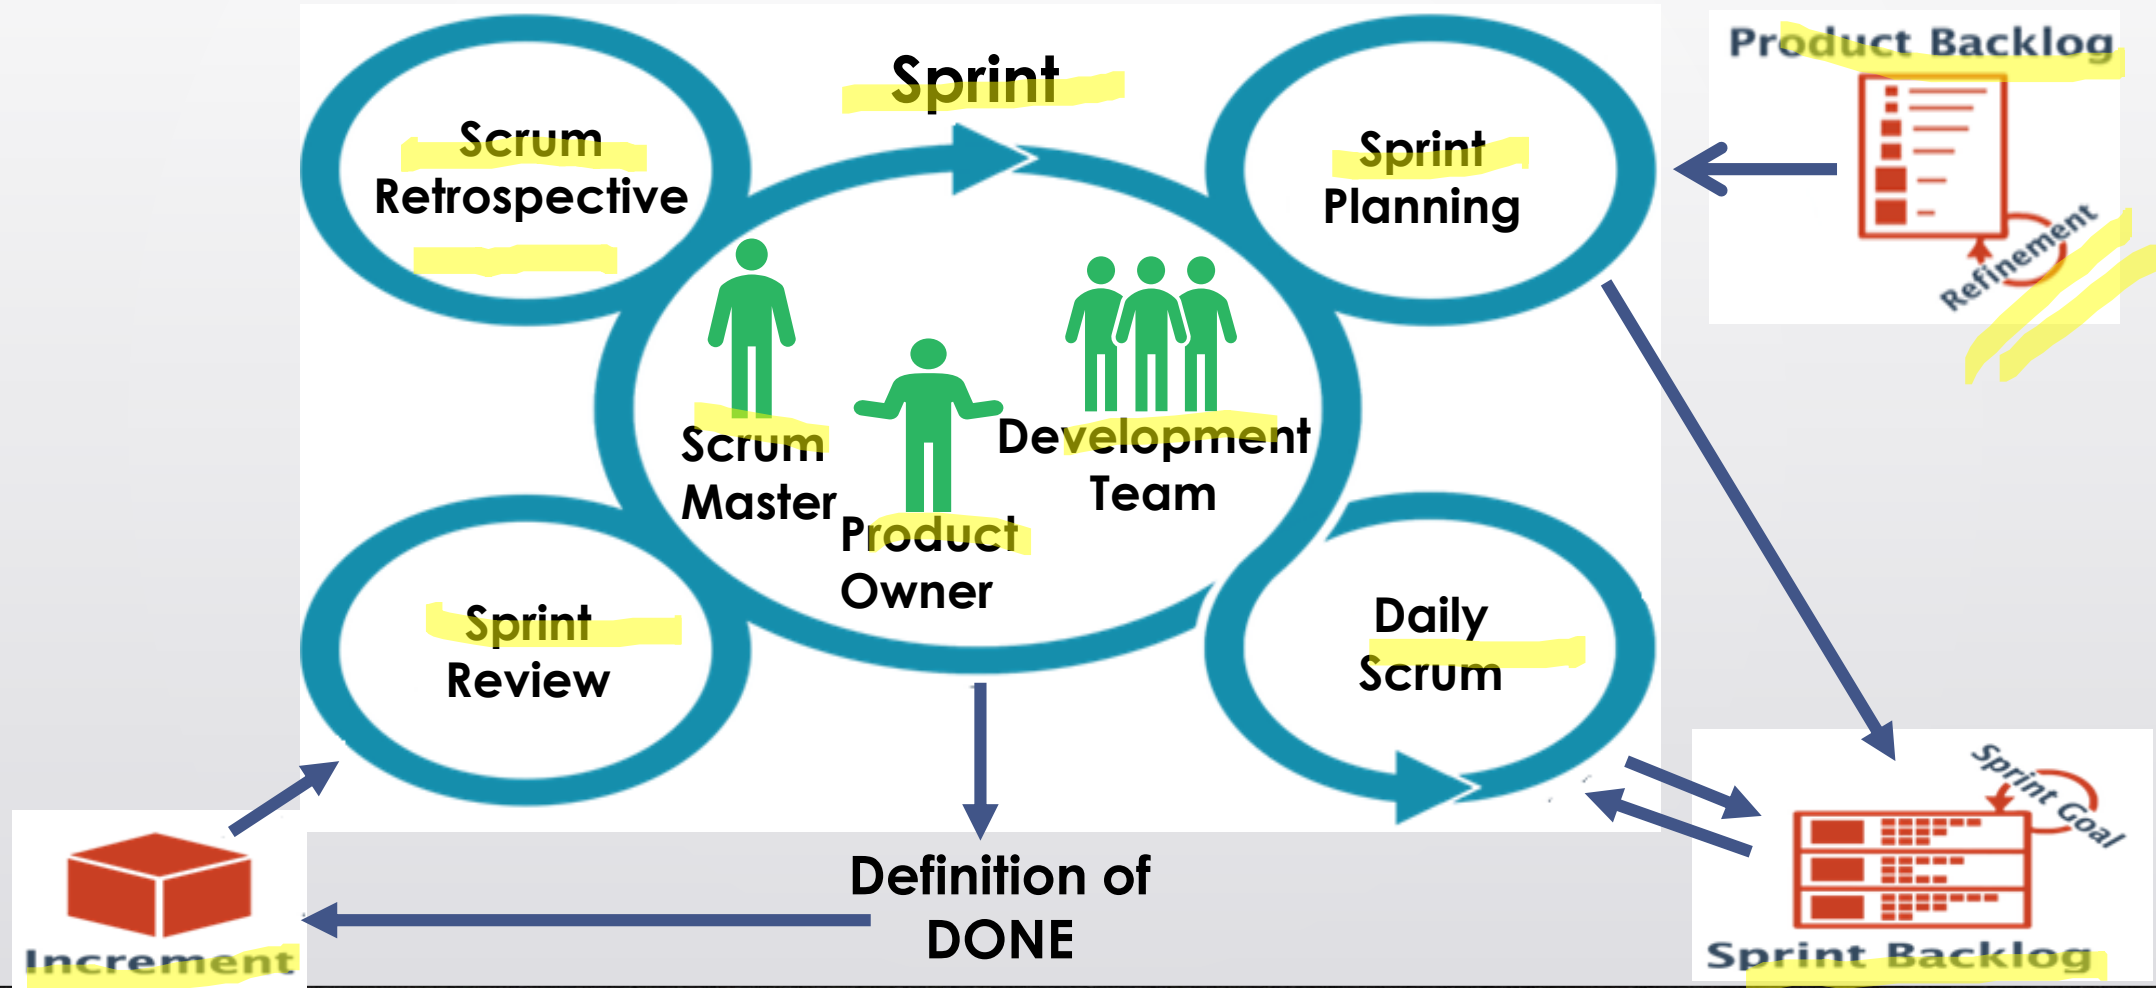 Sprint
Scrum
Retrospective
Sprint
Planning
Product Backlog
Refinement
Scrum
Master
Product
Owner
Development
Team
Sprint
Review
Daily
Scrum
Sprint Goal
Sprint Backlog
Definition of
DONE
Increment